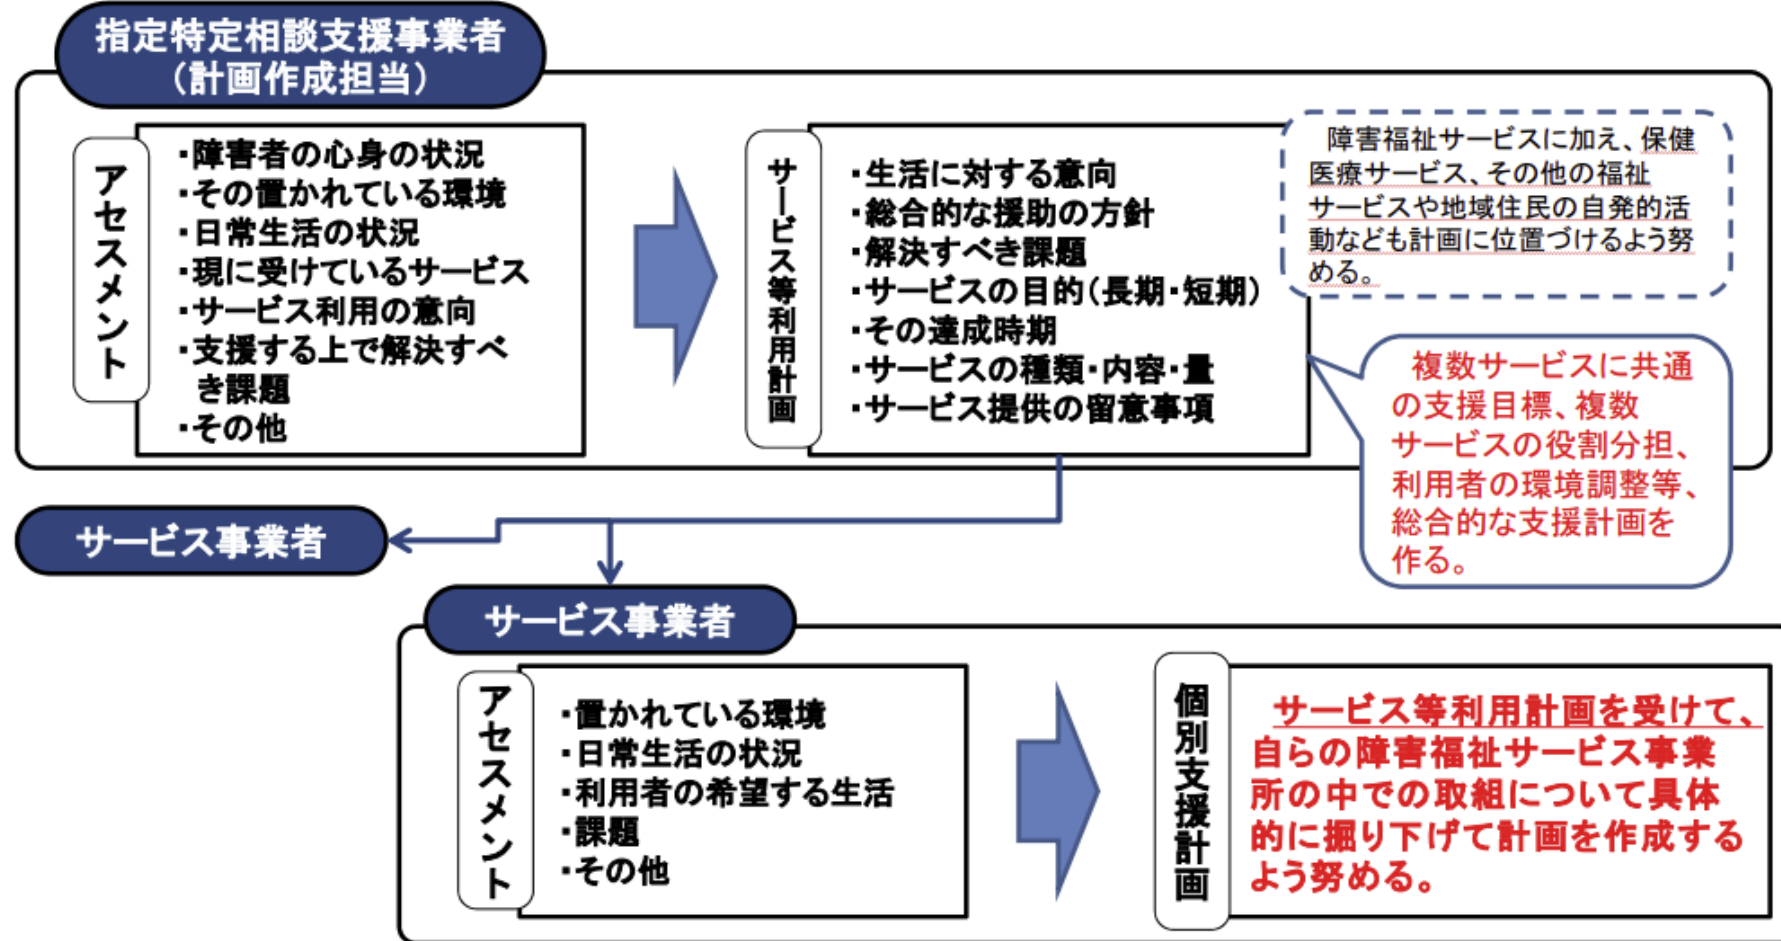 指定特定相談支援事業者
（計画作成担当）
アセスメント
・障害者の心身の状況
・その置かれている環境
・日常生活の状況
・現に受けているサービス
・サービス利用の意向
・支援する上で解決すべ
き課題
・その他
サービス等利用計画
・生活に対する意向
・総合的な援助の方針
・解決すべき課題
・サービスの目的（長期・短期）
・その達成時期
・サービスの種類・内容・量
・サービス提供の留意事項
障害福祉サービスに加え、保健
医療サービス、その他の福祉
サービスや地域住民の自発的活
動なども計画に位置づけるよう努
める。
複数サービスに共通
の支援目標、複数
サービスの役割分担、
利用者の環境調整等、
総合的な支援計画を
作る。
サービス事業者
サービス事業者
アセスメント
・置かれている環境
・日常生活の状況
・利用者の希望する生活
・課題
・その他
個別支援計画
サービス等利用計画を受けて、
自らの障害福祉サービス事業
所の中での取組について具体
的に掘り下げて計画を作成する
よう努める。